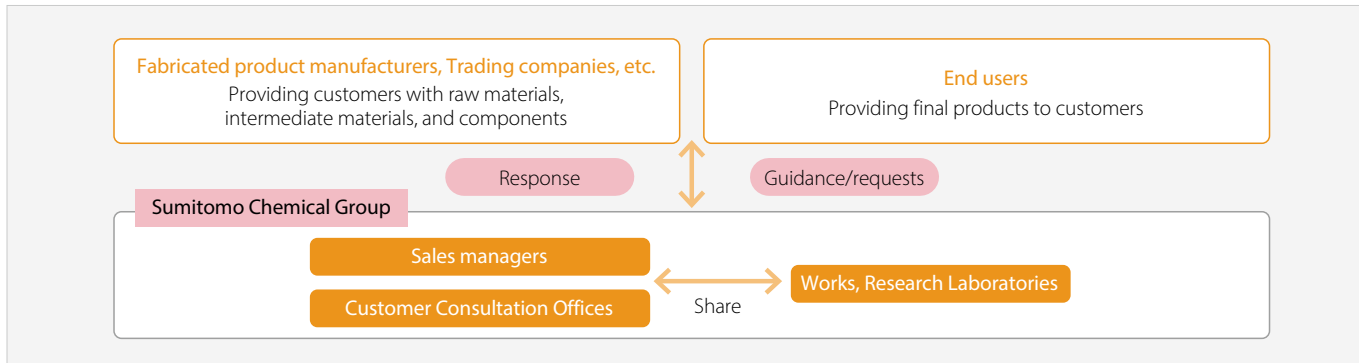 Fabricated product manufacturers, Trading companies, etc.
Providing customers with raw materials,
intermediate materials, and components
End users
Providing final products to customers
Response
Guidance/requests
Sumitomo Chemical Group
Sales managers
Customer Consultation Offices
Share
Works, Research Laboratories